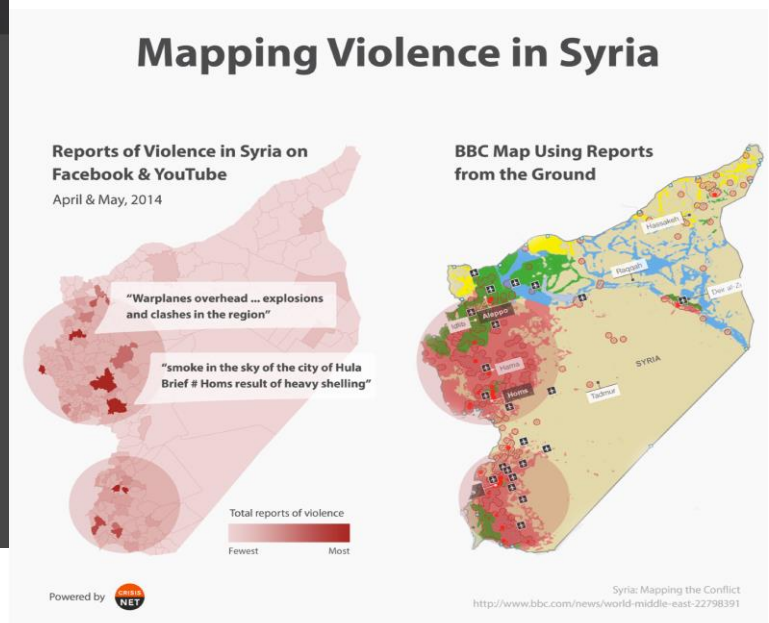 Mapping Violence in Syria
Reports of Violence in Syria on
Facebook & YouTube
April & May, 2014
"Warplanes overhead ... explosions
and clashes in the region"
"smoke in the sky of the city of Hula
Brief # Homs result of heavy shelling"
Total reports of violence
Fewest
Most
Powered by
CRISIS
NET
BBC Map Using Reports
from the Ground
Hassakeh
Raqqah
Deir al-Z
Idlib
Aleppo
Hama
Homs
SYRIA
Tadmur
Syria: Mapping the Conflict
http://www.bbc.com/news/world-middle-east-22798391